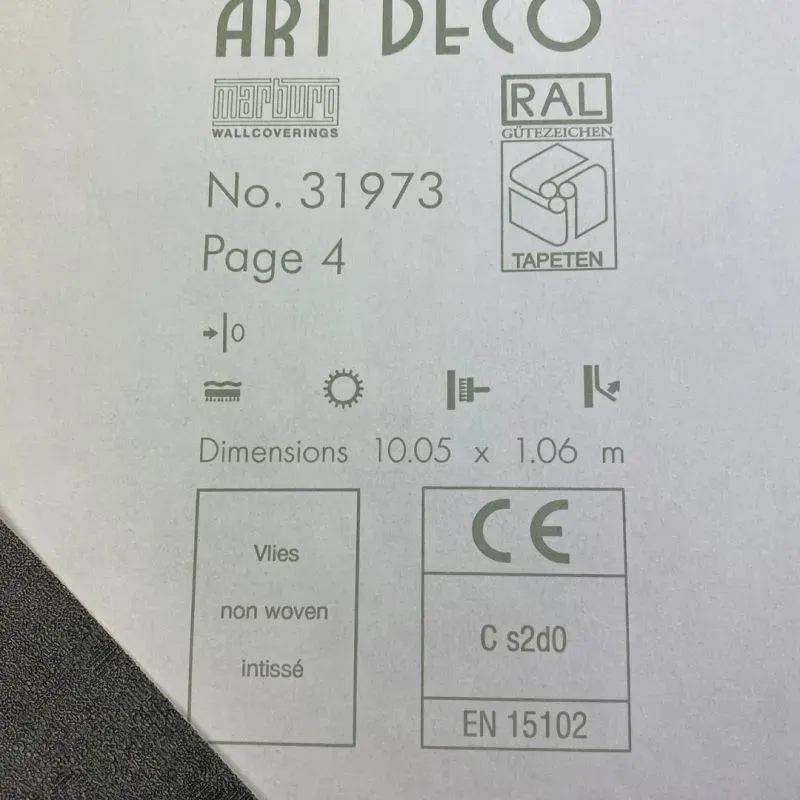 ART DECO
marburg
WALLCOVERINGS
RAL
GÜTEZEICHEN
TAPETEN
No. 31973
Page 4
0
Dimensions 10.05 x 1.06 m
Vlies
non woven
intissé
CE
C s2d0
EN 15102